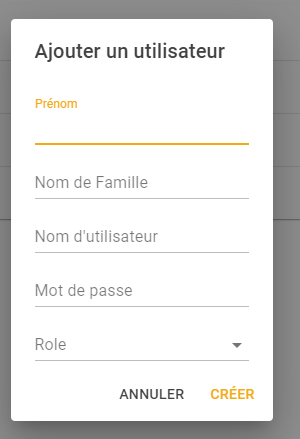 Ajouter un utilisateur
Prénom
Nom de Famille
Nom d'utilisateur
Mot de passe
Role
ANNULER CRÉER